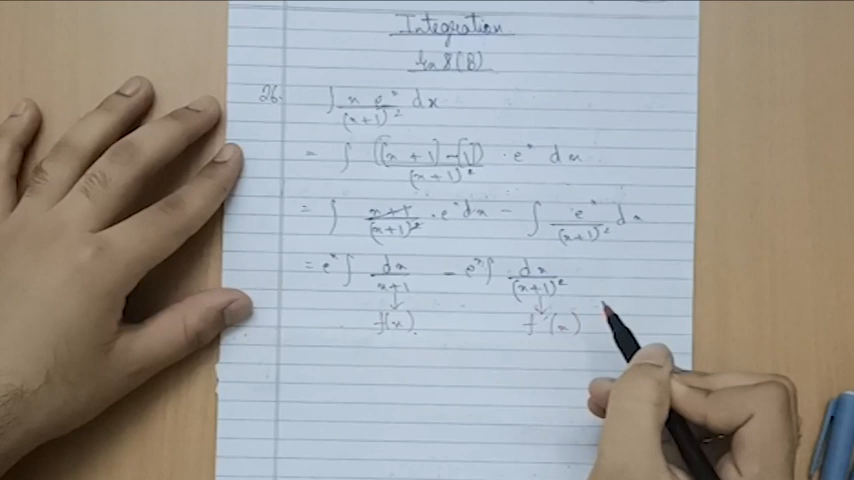 Integration
Ex 8(B)
26. ∫ x eˣ / (x+1)² dx
= ∫ ([x + 1] - [1]) / (x+1)² · eˣ dx
= ∫ x+1 / (x+1)² · eˣ dx - ∫ eˣ / (x+1)² dx
= eˣ ∫ dx / x+1 - eˣ ∫ dx / (x+1)²
↓ ↓
f(x) f'(x)